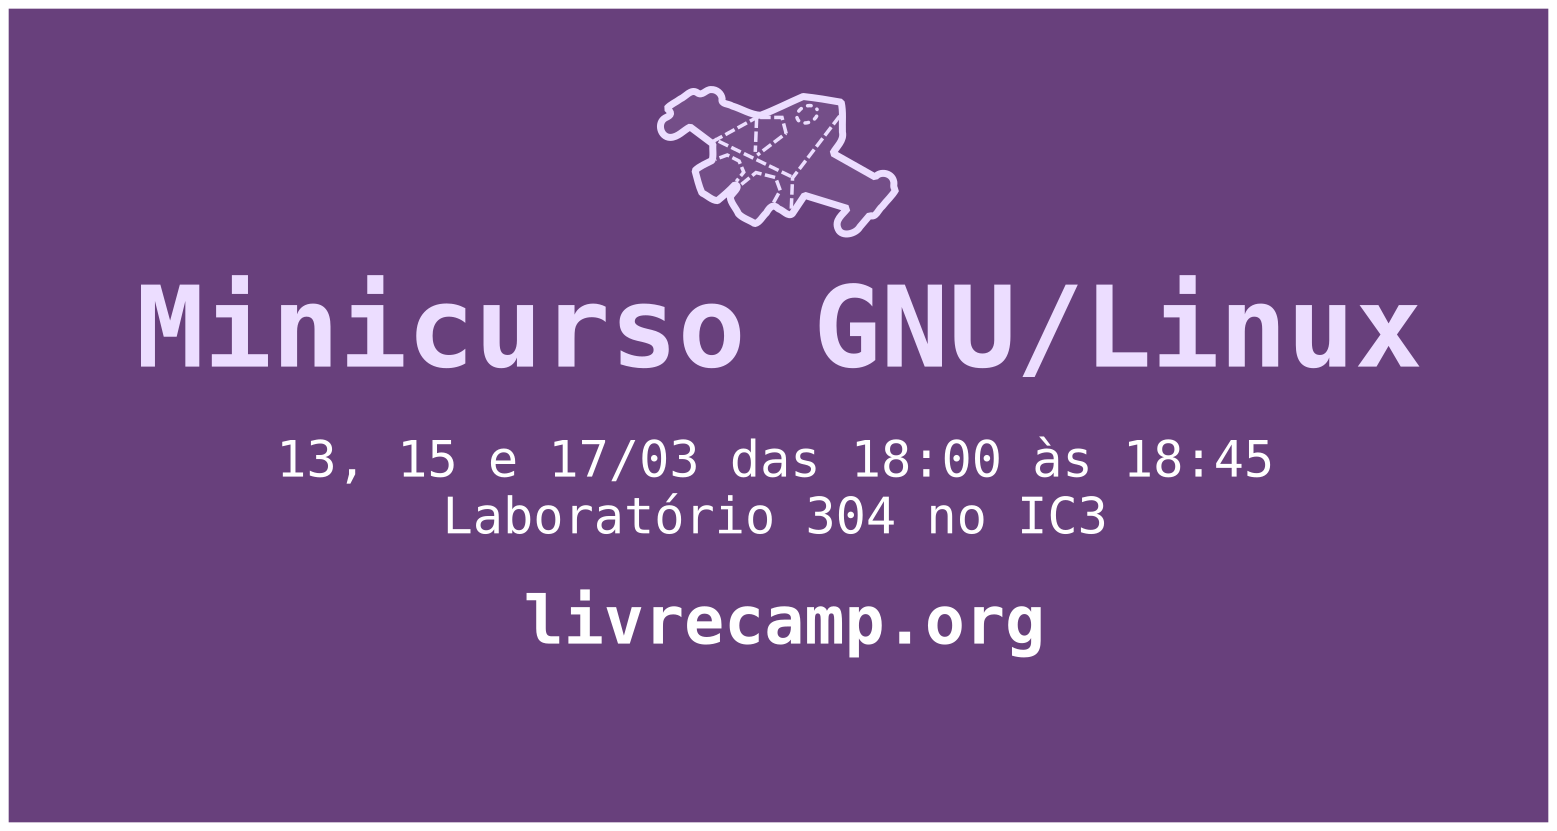 Minicurso GNU/Linux
13, 15 e 17/03 das 18:00 às 18:45
Laboratório 304 no IC3
livrecamp.org